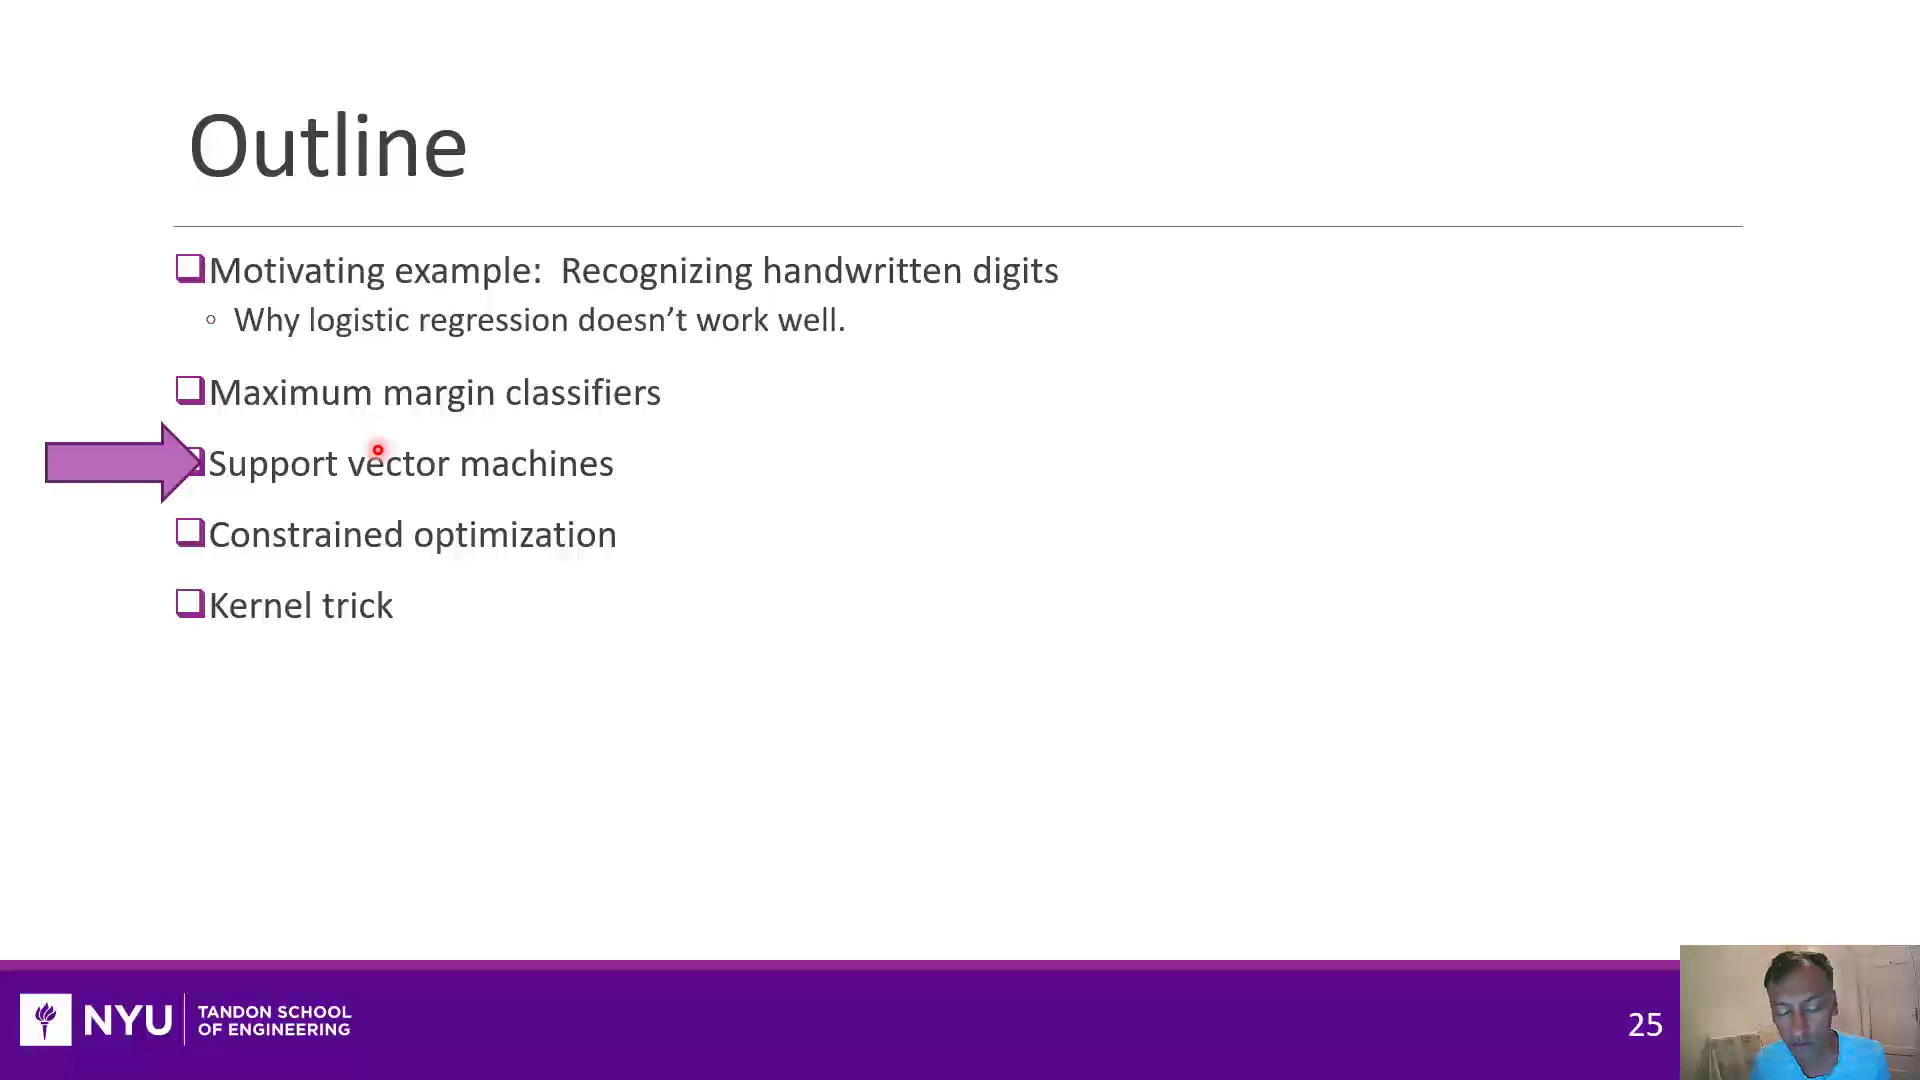 Outline
Motivating example: Recognizing handwritten digits
Why logistic regression doesn’t work well.
Maximum margin classifiers
Support vector machines
Constrained optimization
Kernel trick
NYU
TANDON SCHOOL
OF ENGINEERING
25